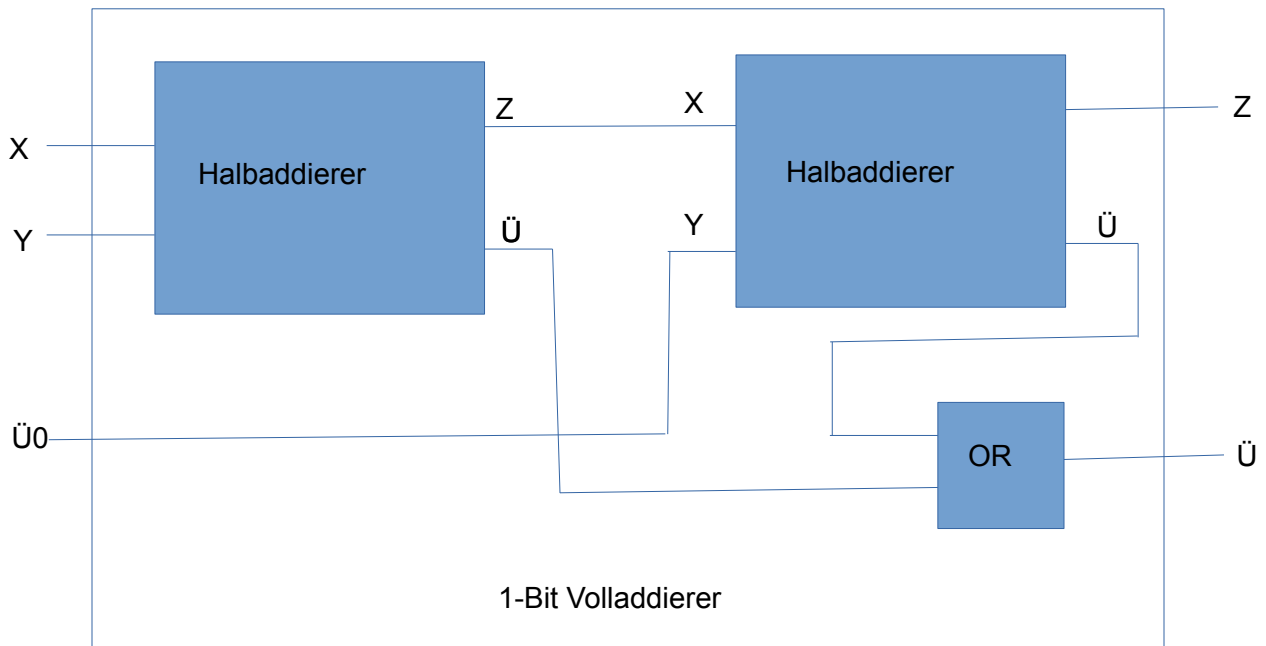 X
Y
Ü0
Halbaddierer
Z
Ü
X
Y
Halbaddierer
Ü
Z
OR
Ü
1-Bit Volladdierer